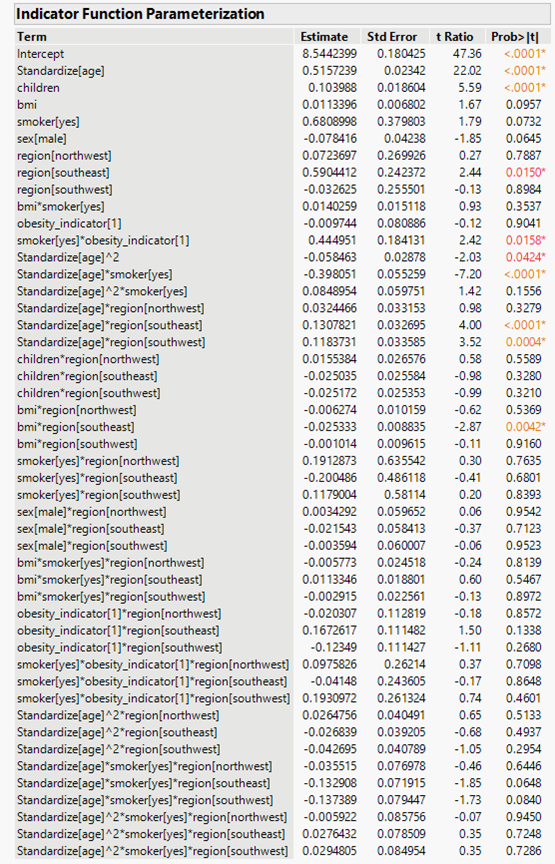 Indicator Function Parameterization
Term Estimate Std Error t Ratio Prob>|t|
Intercept 8.5442399 0.180425 47.36 <.0001*
Standardize[age] 0.5157239 0.02342 22.02 <.0001*
children 0.103988 0.018604 5.59 <.0001*
bmi 0.0113396 0.006802 1.67 0.0957
smoker[yes] 0.6808998 0.379803 1.79 0.0732
sex[male] -0.078416 0.04238 -1.85 0.0645
region[northwest] 0.0723697 0.269926 0.27 0.7887
region[southeast] 0.5904412 0.242372 2.44 0.0150*
region[southwest] -0.032625 0.255501 -0.13 0.8984
bmi*smoker[yes] 0.0140259 0.015118 0.93 0.3537
obesity_indicator[1] -0.009744 0.080886 -0.12 0.9041
smoker[yes]*obesity_indicator[1] 0.444951 0.184131 2.42 0.0158*
Standardize[age]^2 -0.058463 0.02878 -2.03 0.0424*
Standardize[age]*smoker[yes] -0.398051 0.055259 -7.20 <.0001*
Standardize[age]^2*smoker[yes] 0.0848954 0.059751 1.42 0.1556
Standardize[age]*region[northwest] 0.0324466 0.033153 0.98 0.3279
Standardize[age]*region[southeast] 0.1307821 0.032695 4.00 <.0001*
Standardize[age]*region[southwest] 0.1183731 0.033585 3.52 0.0004*
children*region[northwest] 0.0155384 0.026576 0.58 0.5589
children*region[southeast] -0.025035 0.025584 -0.98 0.3280
children*region[southwest] -0.025172 0.025353 -0.99 0.3210
bmi*region[northwest] -0.006274 0.010159 -0.62 0.5369
bmi*region[southeast] -0.025333 0.008835 -2.87 0.0042*
bmi*region[southwest] -0.001014 0.009615 -0.11 0.9160
smoker[yes]*region[northwest] 0.1912873 0.635542 0.30 0.7635
smoker[yes]*region[southeast] -0.200486 0.486118 -0.41 0.6801
smoker[yes]*region[southwest] 0.1179004 0.58114 0.20 0.8393
sex[male]*region[northwest] 0.0034292 0.059652 0.06 0.9542
sex[male]*region[southeast] -0.021543 0.058413 -0.37 0.7123
sex[male]*region[southwest] -0.003594 0.060007 -0.06 0.9523
bmi*smoker[yes]*region[northwest] -0.005773 0.024518 -0.24 0.8139
bmi*smoker[yes]*region[southeast] 0.0113346 0.018801 0.60 0.5467
bmi*smoker[yes]*region[southwest] -0.002915 0.022561 -0.13 0.8972
obesity_indicator[1]*region[northwest] -0.020307 0.112819 -0.18 0.8572
obesity_indicator[1]*region[southeast] 0.1672617 0.111482 1.50 0.1338
obesity_indicator[1]*region[southwest] -0.12349 0.111427 -1.11 0.2680
smoker[yes]*obesity_indicator[1]*region[northwest] 0.0975826 0.26214 0.37 0.7098
smoker[yes]*obesity_indicator[1]*region[southeast] -0.04148 0.243605 -0.17 0.8648
smoker[yes]*obesity_indicator[1]*region[southwest] 0.1930972 0.261324 0.74 0.4601
Standardize[age]^2*region[northwest] 0.0264756 0.040491 0.65 0.5133
Standardize[age]^2*region[southeast] -0.026839 0.039205 -0.68 0.4937
Standardize[age]^2*region[southwest] -0.042695 0.040789 -1.05 0.2954
Standardize[age]*smoker[yes]*region[northwest] -0.035515 0.076978 -0.46 0.6446
Standardize[age]*smoker[yes]*region[southeast] -0.132908 0.071915 -1.85 0.0648
Standardize[age]*smoker[yes]*region[southwest] -0.137389 0.079447 -1.73 0.0840
Standardize[age]^2*smoker[yes]*region[northwest] -0.005922 0.085756 -0.07 0.9450
Standardize[age]^2*smoker[yes]*region[southeast] 0.0276432 0.078509 0.35 0.7248
Standardize[age]^2*smoker[yes]*region[southwest] 0.0294805 0.084954 0.35 0.7286